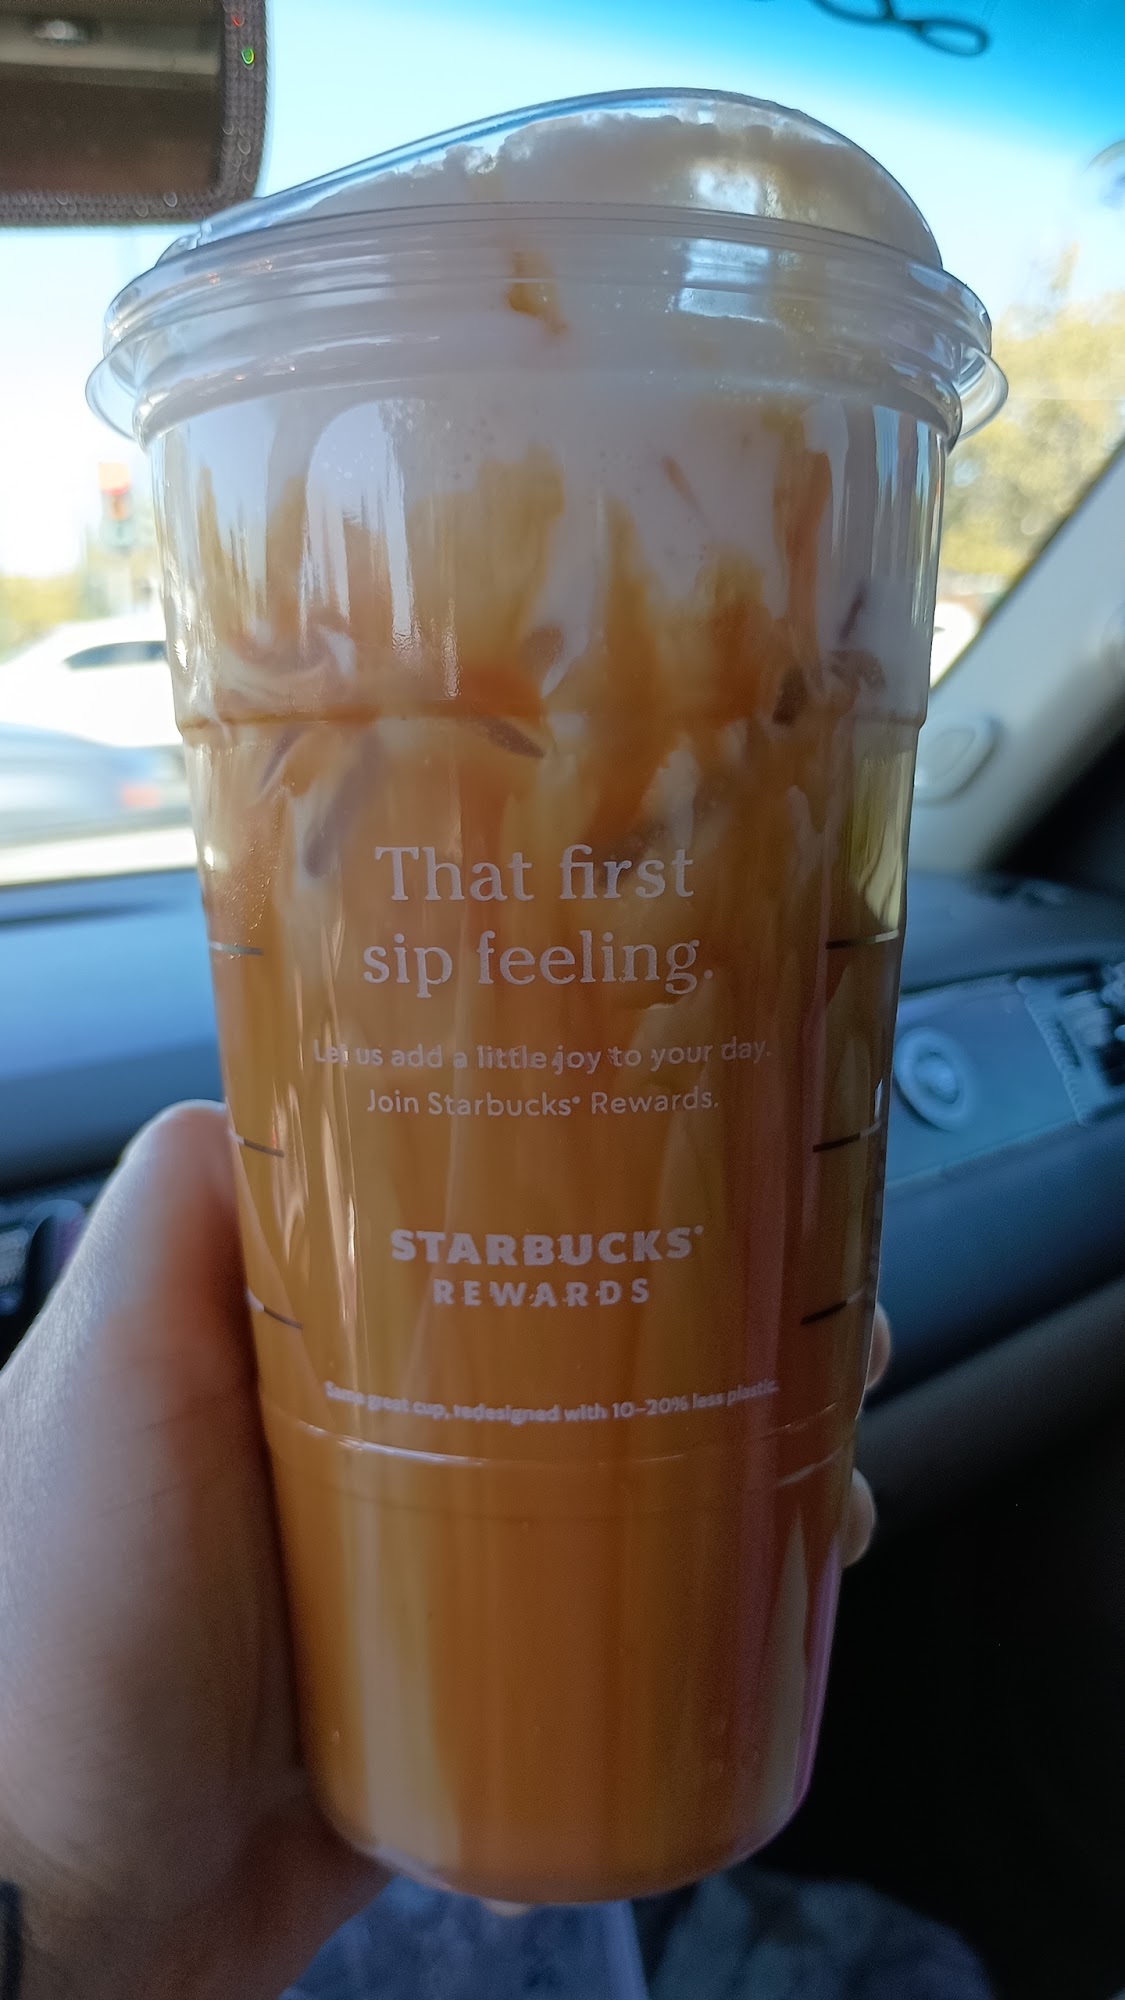 That first
sip feeling.
Let us add a little joy to your day.
Join Starbucks® Rewards.
STARBUCKS®
REWARDS
Same great cup, redesigned with 10–20% less plastic.